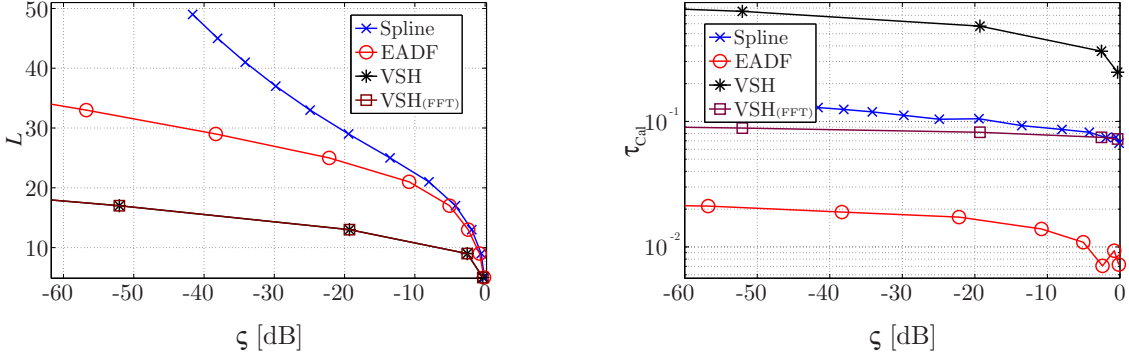 50
40
30
20
10
L
-60
-50
-40
-30
-20
-10
0
ς [dB]
Spline
EADF
VSH
VSH(FFT)
10⁻¹
10⁻²
τCal
-60
-50
-40
-30
-20
-10
0
ς [dB]
Spline
EADF
VSH
VSH(FFT)